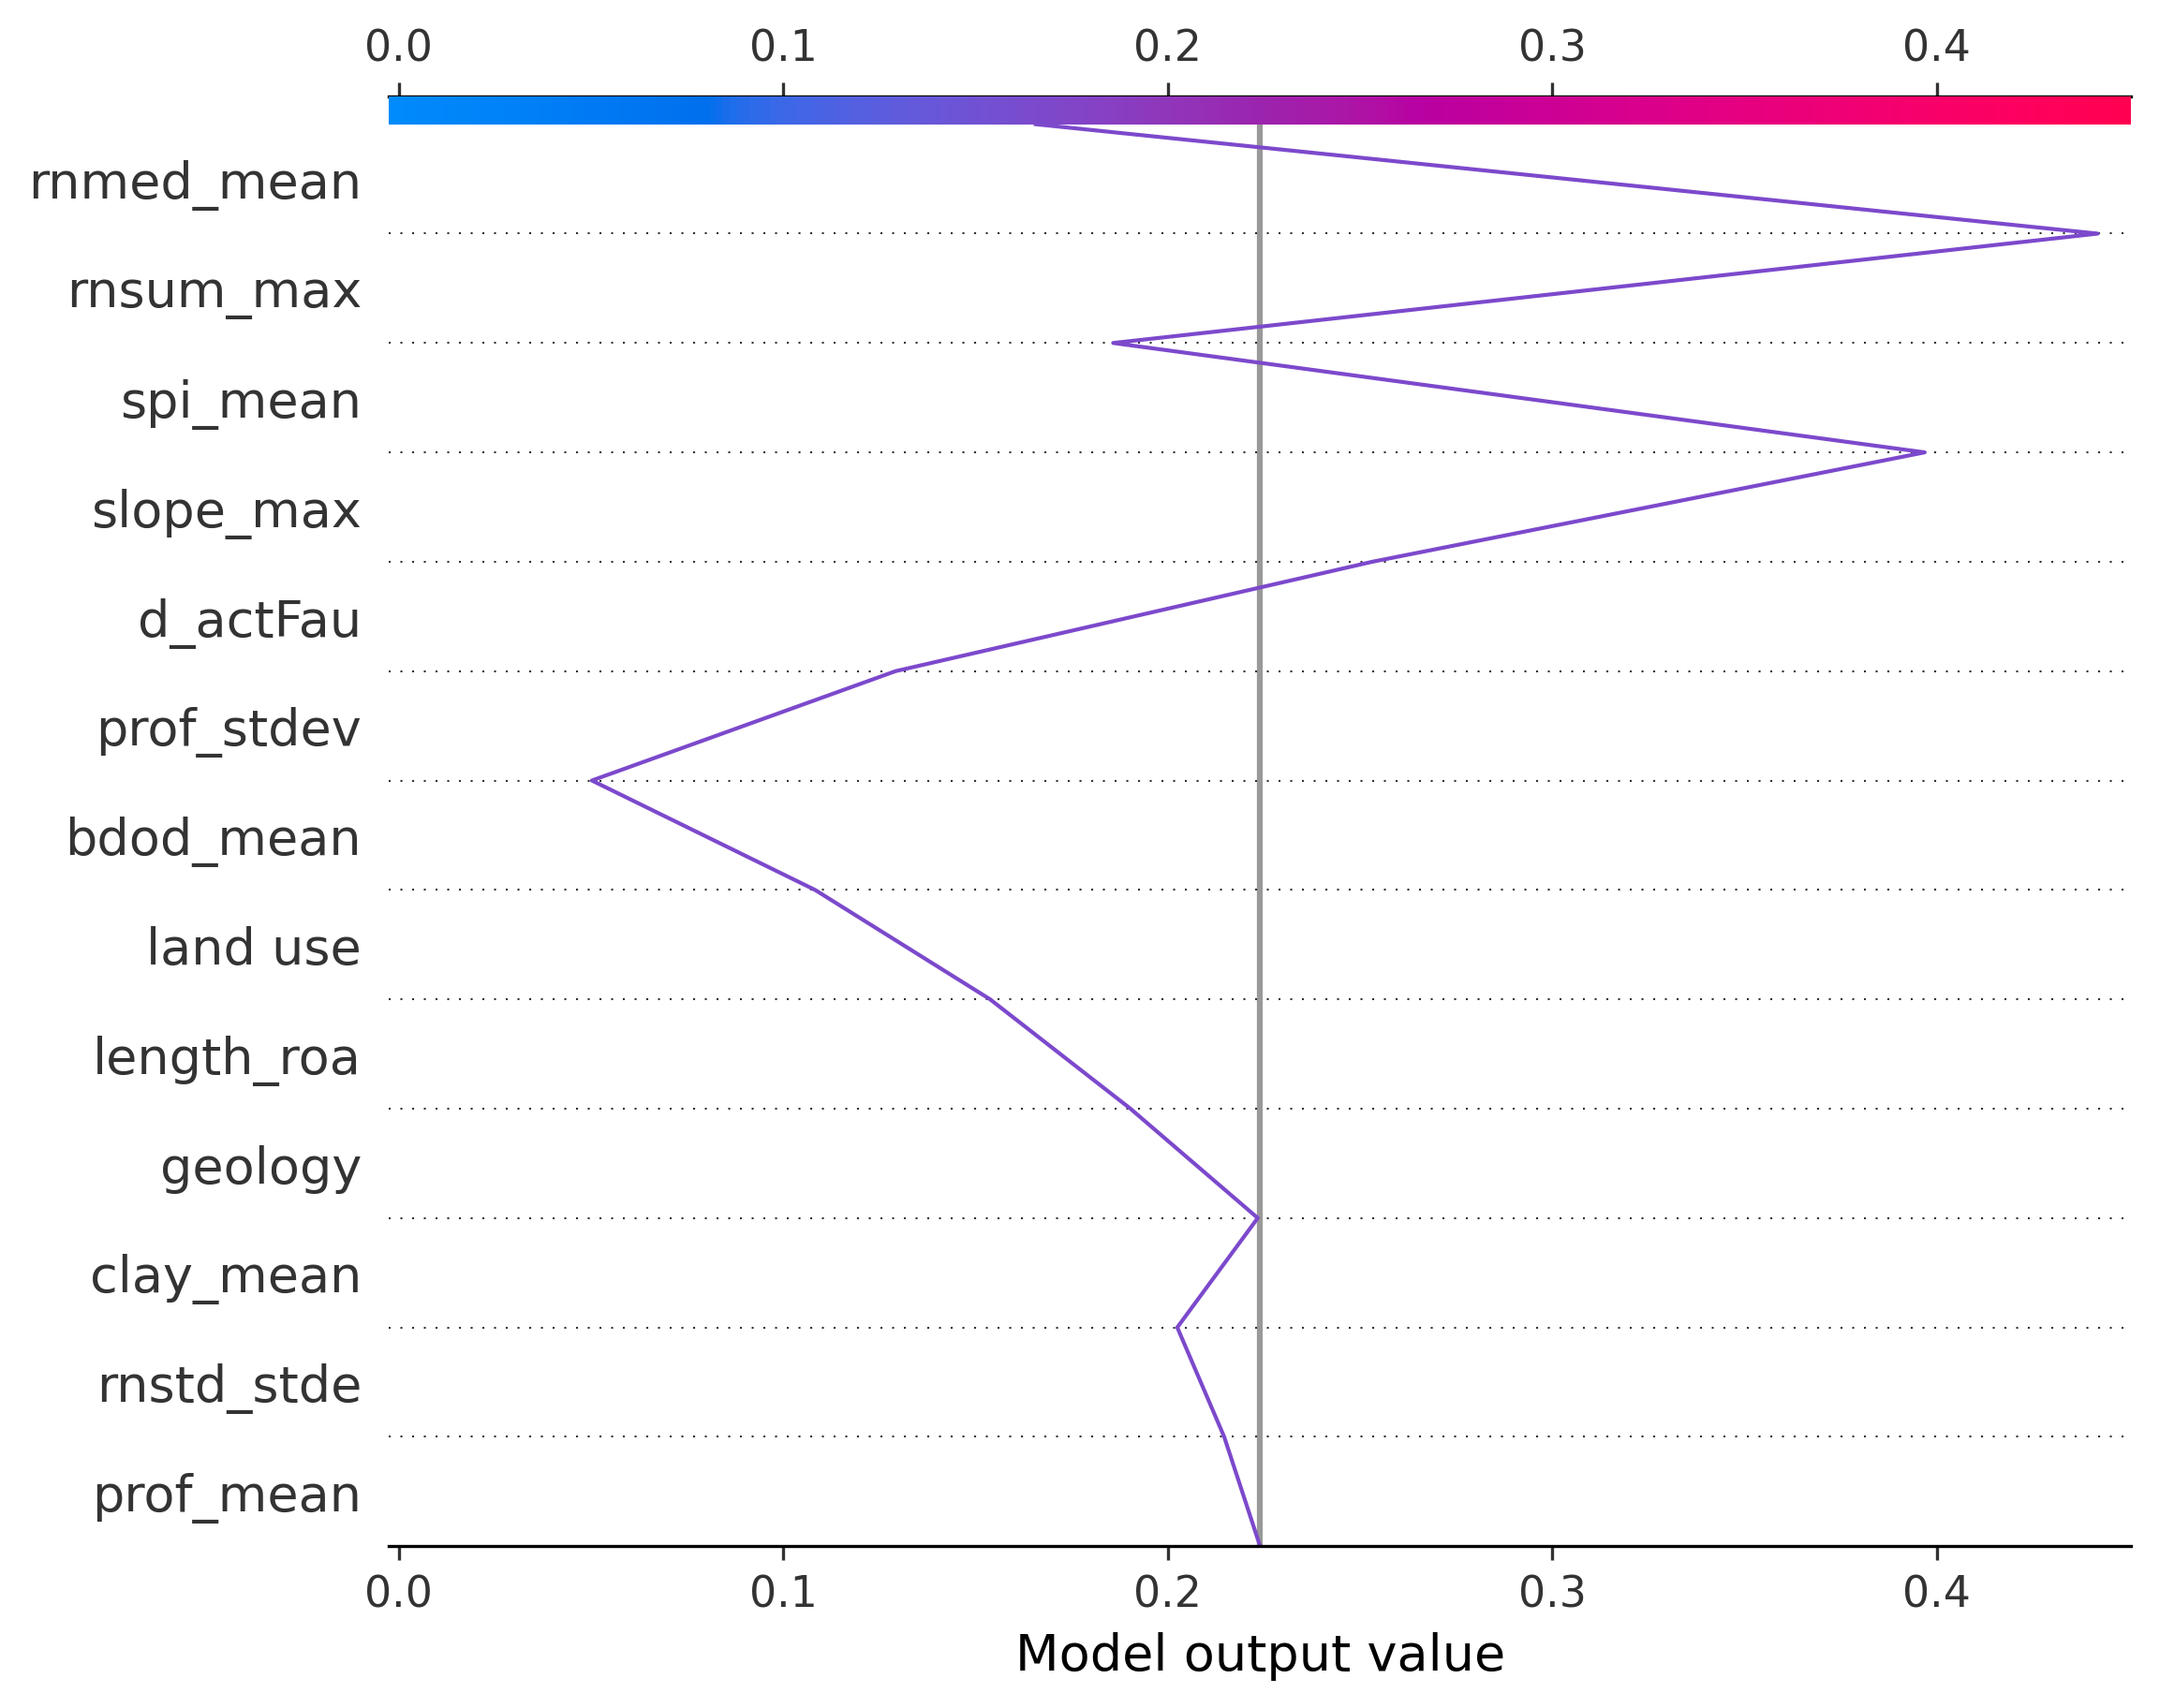 0.0 0.1 0.2 0.3 0.4
rnmed_mean
rnsum_max
spi_mean
slope_max
d_actFau
prof_stdev
bdod_mean
land use
length_roa
geology
clay_mean
rnstd_stde
prof_mean
0.0 0.1 0.2 0.3 0.4
Model output value